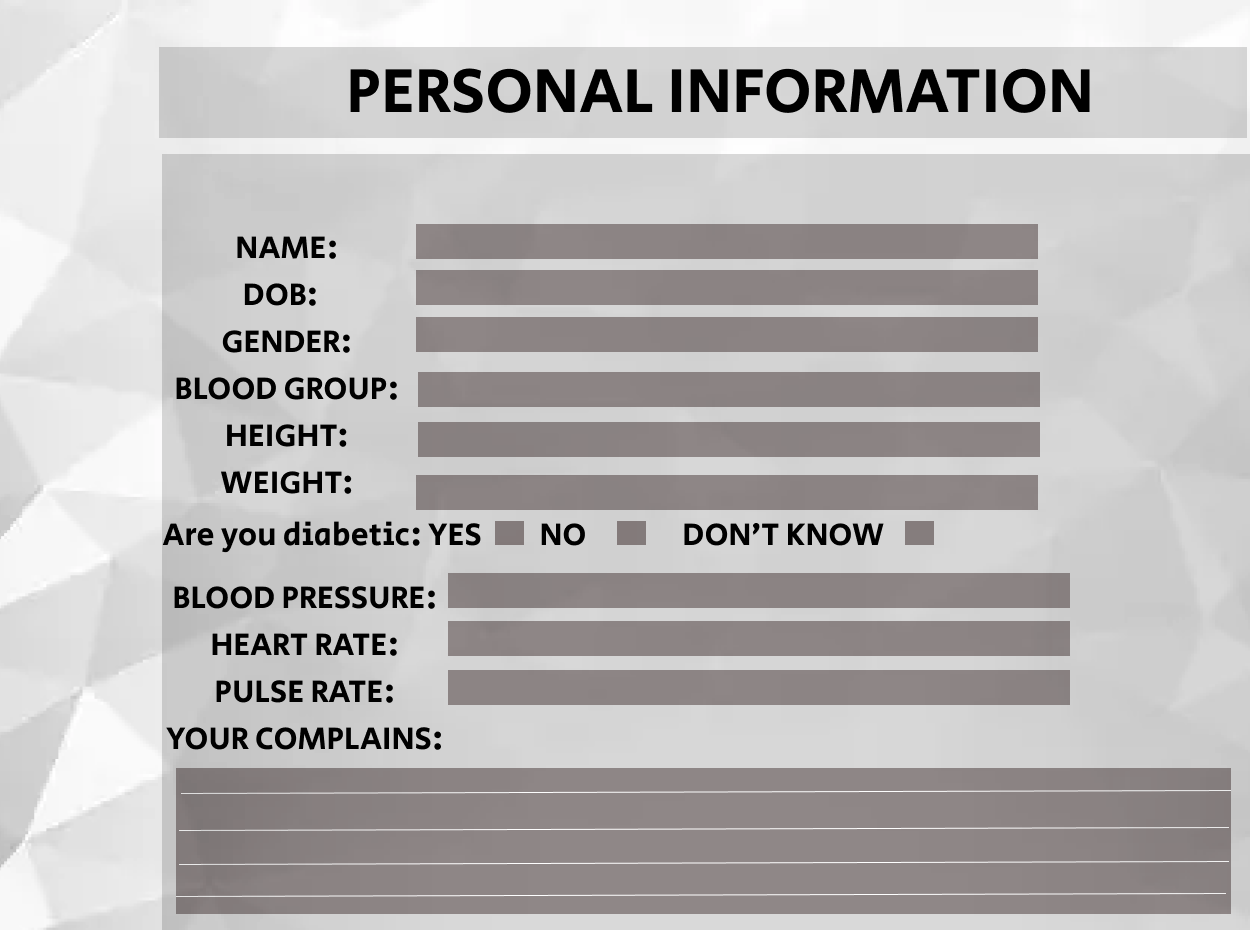 PERSONAL INFORMATION
NAME:
DOB:
GENDER:
BLOOD GROUP:
HEIGHT:
WEIGHT:
Are you diabetic: YES NO DON’T KNOW
BLOOD PRESSURE:
HEART RATE:
PULSE RATE:
YOUR COMPLAINS: